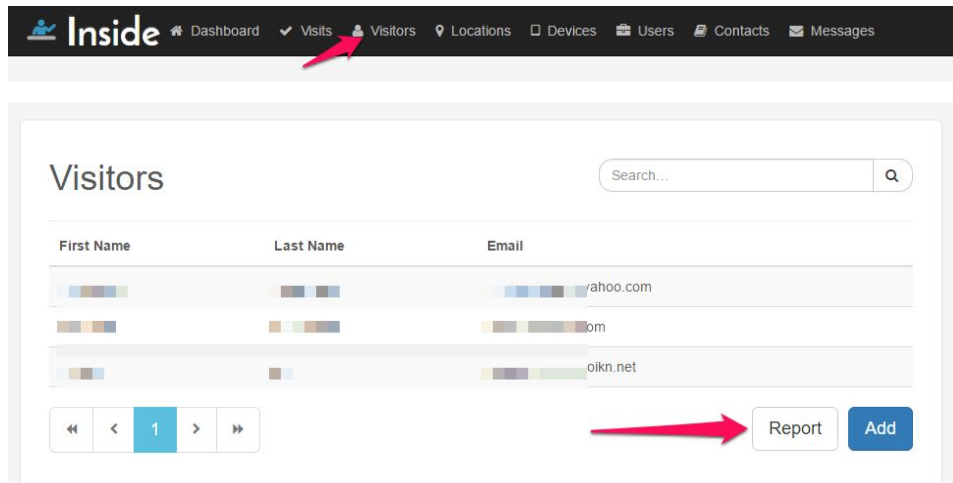 Inside Dashboard Visits Visitors Locations Devices Users Contacts Messages
Visitors
Search...
First Name Last Name Email
yahoo.com
om
oikn.net
1
Report Add